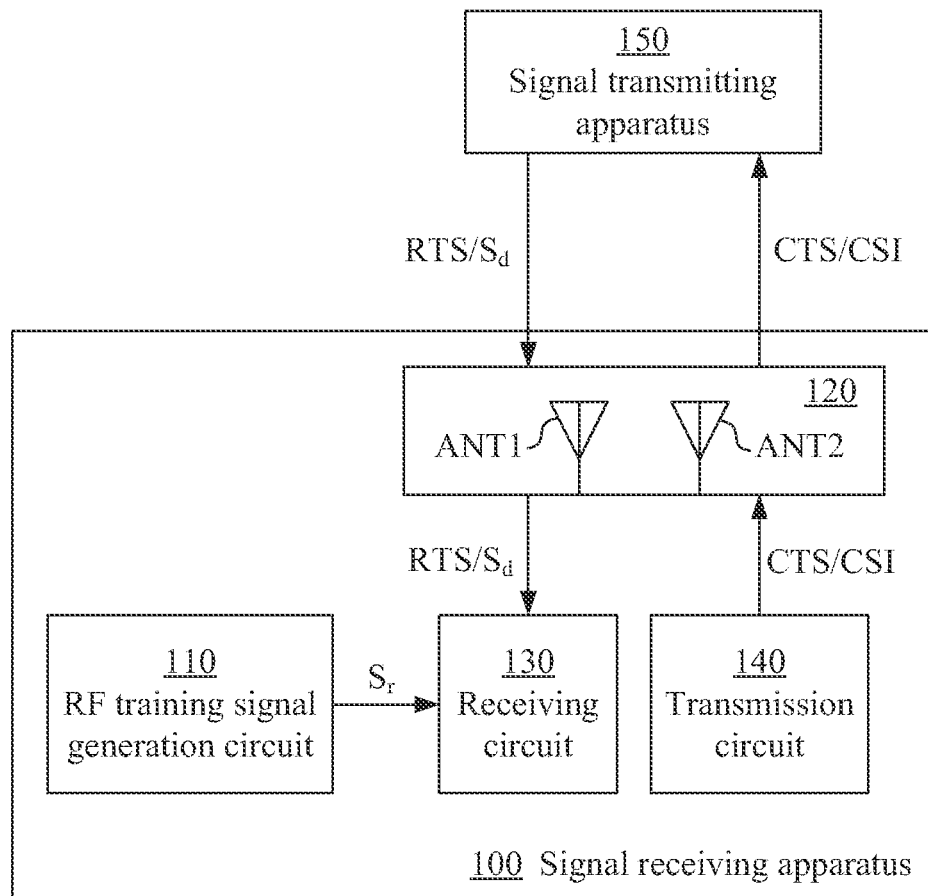 150
Signal transmitting
apparatus
RTS/Sd
CTS/CSI
120
ANT1
ANT2
RTS/Sd
CTS/CSI
110
RF training signal
generation circuit
Sr
130
Receiving
circuit
140
Transmission
circuit
100 Signal receiving apparatus